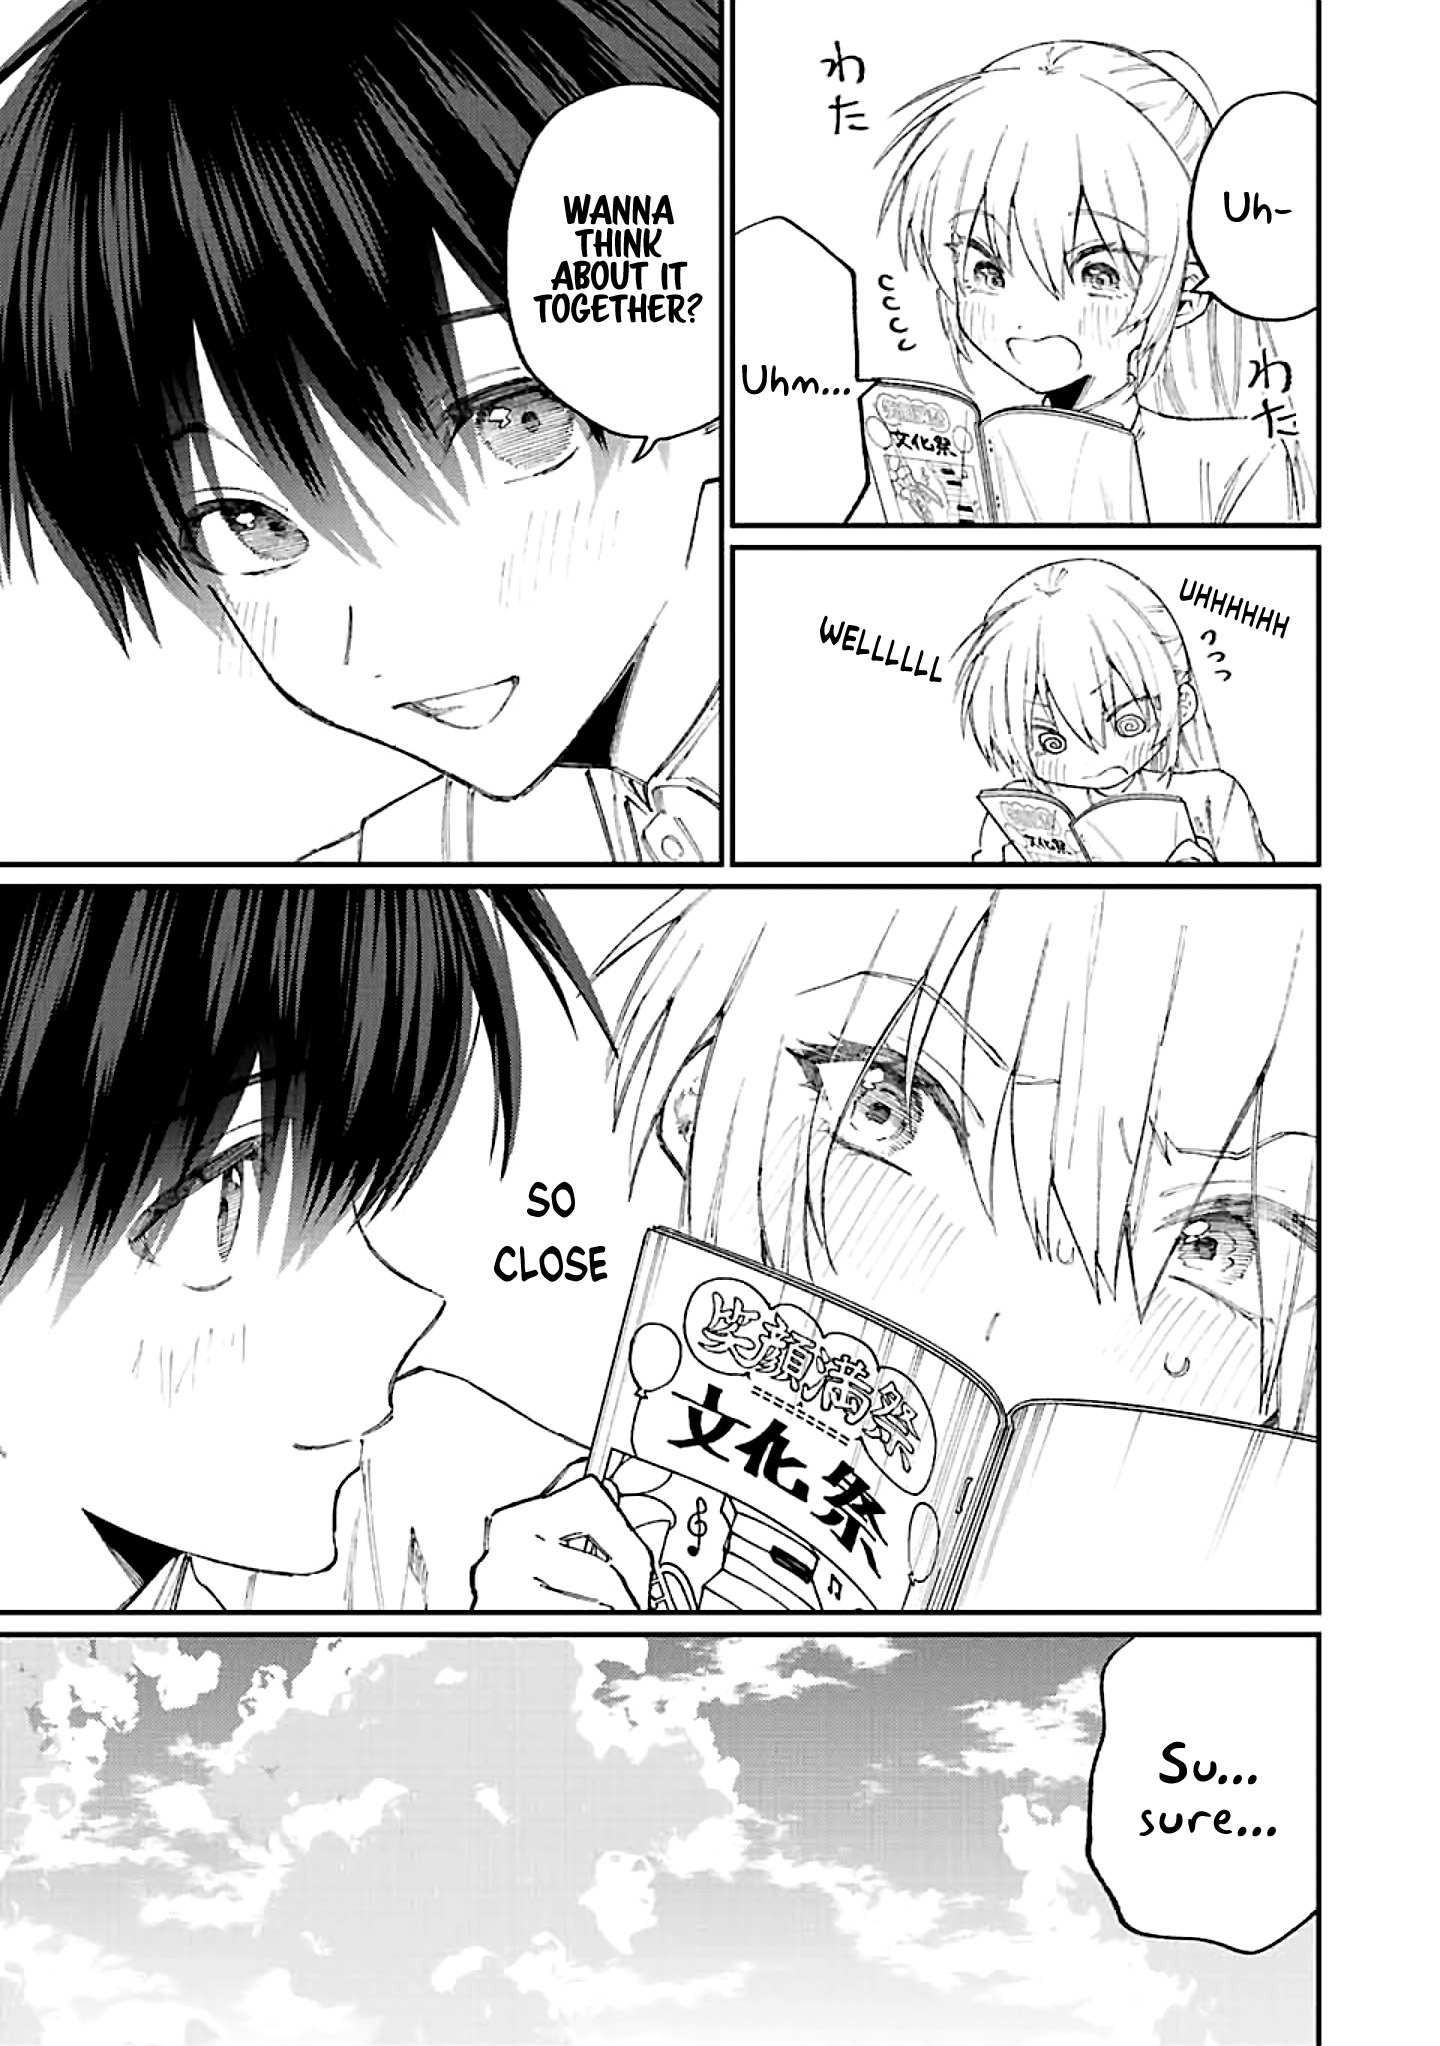 Uh-
わた
Uhm...
わた
文化祭
UHHHHHH
WELLLLLL
文化祭
WANNA
THINK
ABOUT IT
TOGETHER?
SO
CLOSE
笑顔満祭
文化祭
Su...
sure...